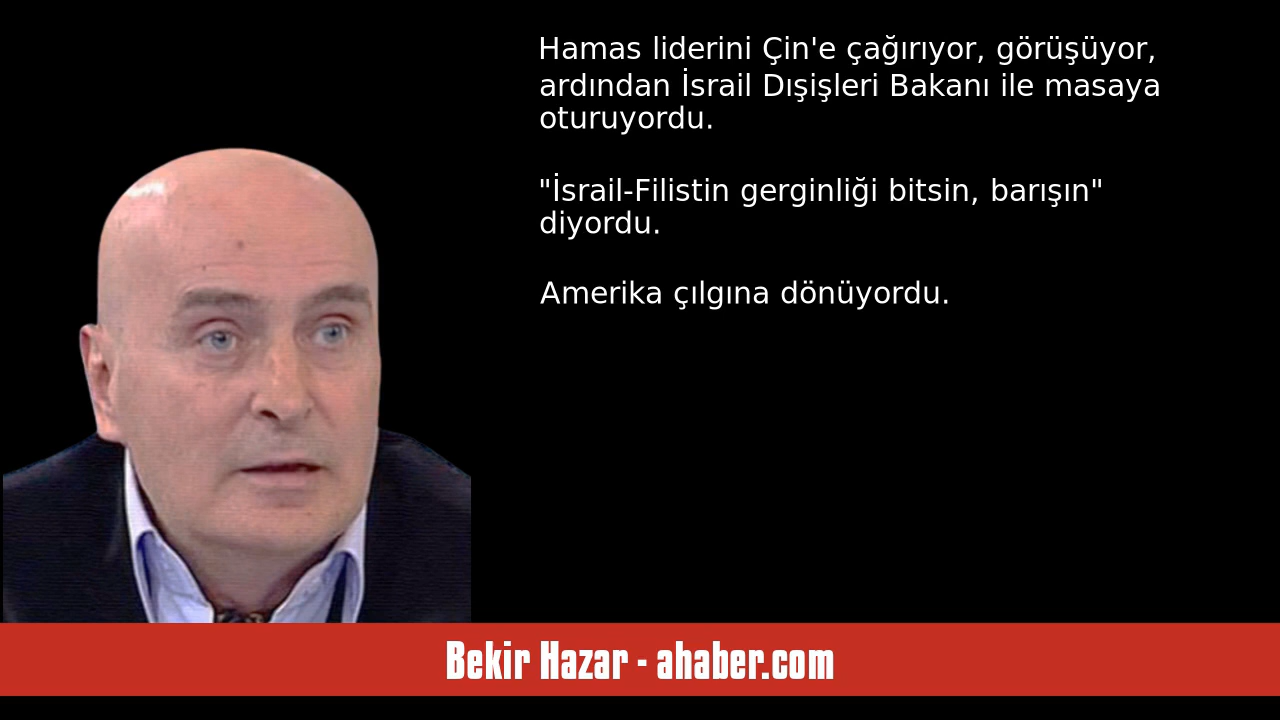 Hamas liderini Çin'e çağırıyor, görüşüyor,
ardından İsrail Dışişleri Bakanı ile masaya
oturuyordu.
"İsrail-Filistin gerginliği bitsin, barışın"
diyordu.
Amerika çılgına dönüyordu.
Bekir Hazar - ahaber.com